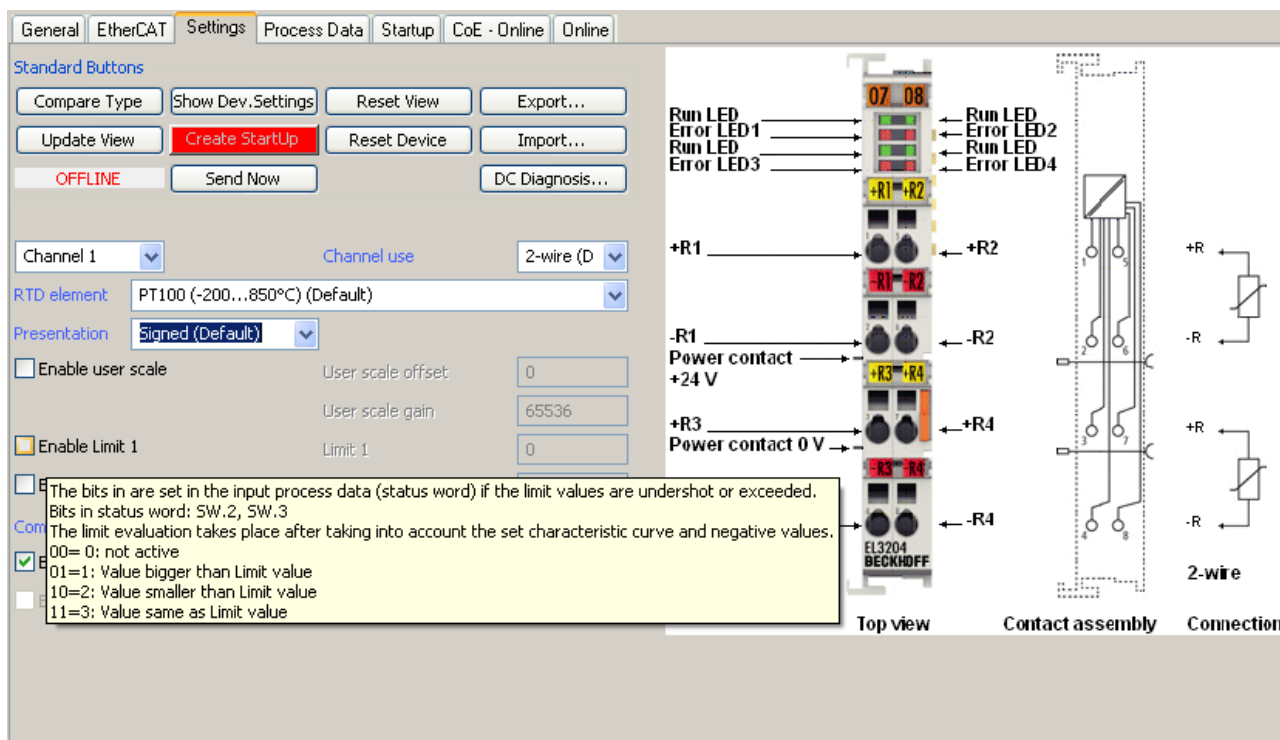 General EtherCAT Settings Process Data Startup CoE - Online Online
Standard Buttons
Compare Type Show Dev.Settings Reset View Export...
Update View Create StartUp Reset Device Import...
OFFLINE Send Now DC Diagnosis...
Channel 1 Channel use 2-wire (D
RTD element PT100 (-200...850°C) (Default)
Presentation Signed (Default)
Enable user scale User scale offset 0
User scale gain 65536
Enable Limit 1 Limit 1 0
The bits in are set in the input process data (status word) if the limit values are undershot or exceeded.
Bits in status word: SW.2, SW.3
The limit evaluation takes place after taking into account the set characteristic curve and negative values.
00= 0: not active
01=1: Value bigger than Limit value
10=2: Value smaller than Limit value
11=3: Value same as Limit value
07 08
Run LED Run LED
Error LED1 Error LED2
Run LED Run LED
Error LED3 Error LED4
+R1 +R2
+R1 +R2
-R1 -R2
-R1 -R2
Power contact
+24 V
+R3 +R4
+R3 +R4
Power contact 0 V
-R3 -R4
-R4
EL3204
BECKHOFF
Top view
1 5
2 6
3 7
4 8
Contact assembly
+R
-R
+R
-R
2-wire
Connection